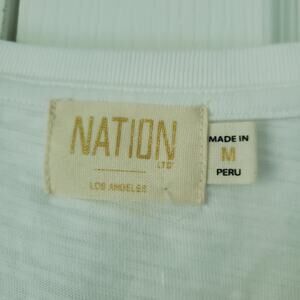 NATION
LTD
LOS ANGELES
MADE IN
M
PERU